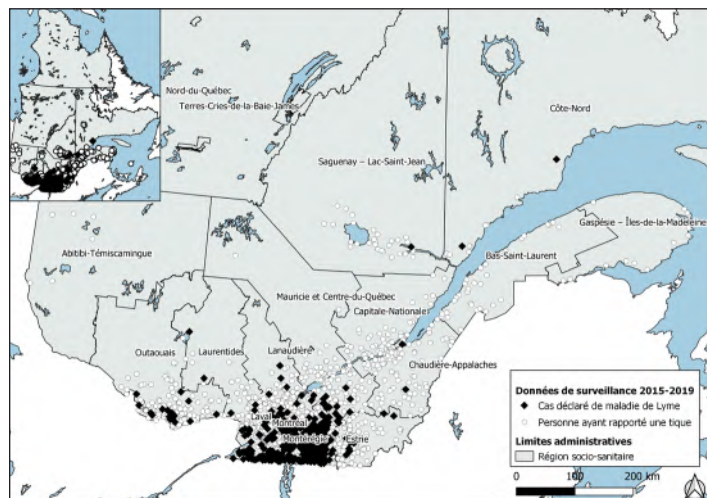 Nord-du-Québec
Terres-Cries-de-la-Baie-James
Côte-Nord
Saguenay – Lac-Saint-Jean
Gaspésie – Îles-de-la-Madeleine
Abitibi-Témiscamingue
Bas-Saint-Laurent
Mauricie et Centre-du-Québec
Capitale-Nationale
Outaouais
Laurentides
Lanaudière
Chaudière-Appalaches
Laval
Montréal
Montérégie
Estrie
Données de surveillance 2015-2019
Cas déclaré de maladie de Lyme
Personne ayant rapporté une tique
Limites administratives
Région socio-sanitaire
0 100 200 km